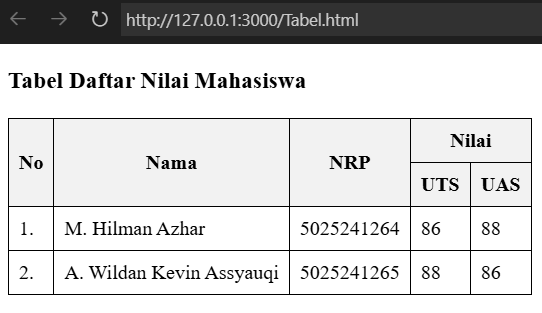 http://127.0.0.1:3000/Tabel.html
Tabel Daftar Nilai Mahasiswa
No Nama NRP Nilai
UTS UAS
1. M. Hilman Azhar 5025241264 86 88
2. A. Wildan Kevin Assyauqi 5025241265 88 86